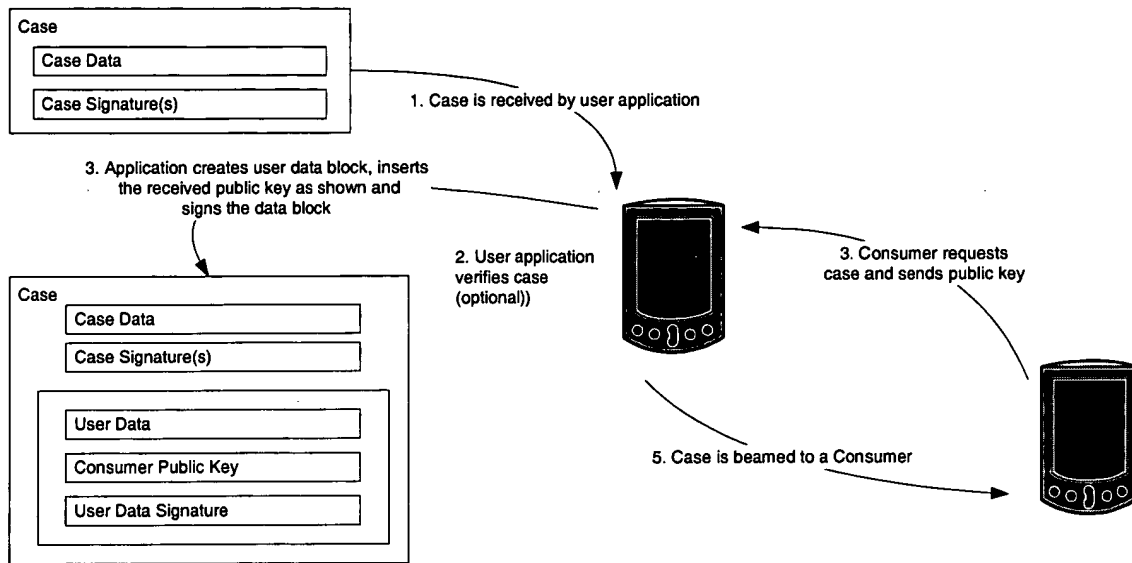 Case
Case Data
Case Signature(s)
1. Case is received by user application
3. Application creates user data block, inserts
the received public key as shown and
signs the data block
2. User application
verifies case
(optional))
3. Consumer requests
case and sends public key
Case
Case Data
Case Signature(s)
User Data
Consumer Public Key
User Data Signature
5. Case is beamed to a Consumer